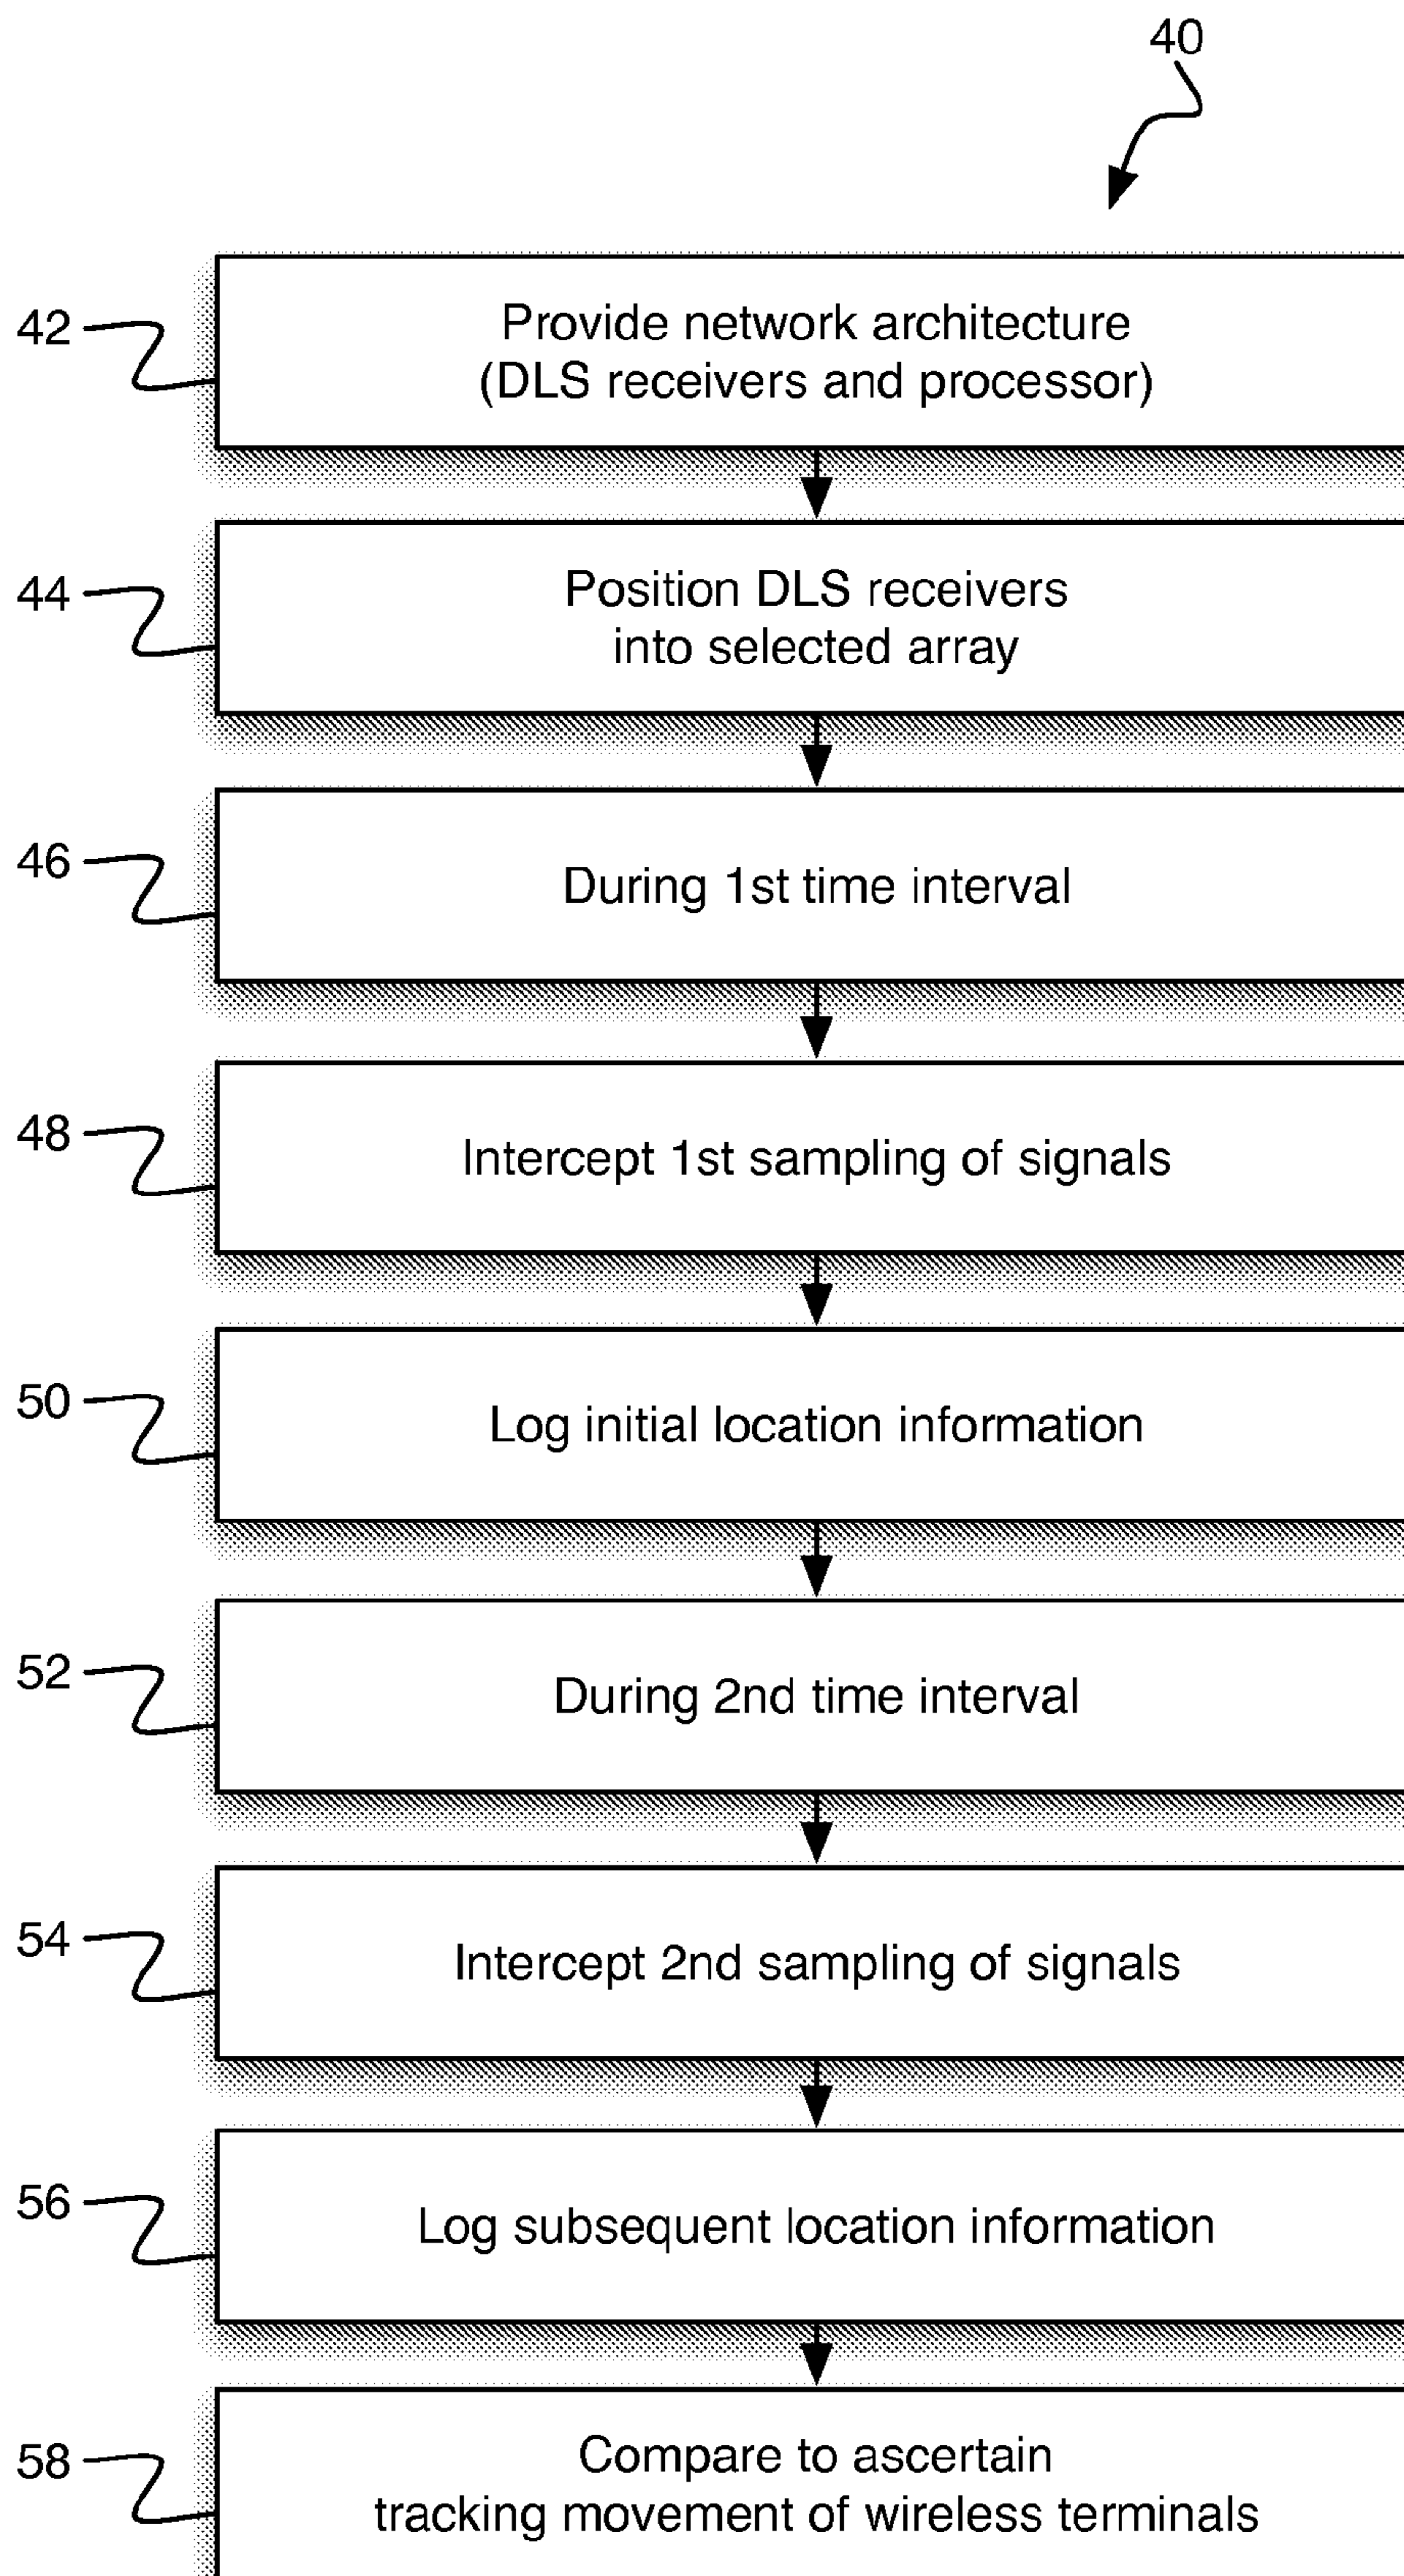 40
42
Provide network architecture
(DLS receivers and processor)
44
Position DLS receivers
into selected array
46
During 1st time interval
48
Intercept 1st sampling of signals
50
Log initial location information
52
During 2nd time interval
54
Intercept 2nd sampling of signals
56
Log subsequent location information
58
Compare to ascertain
tracking movement of wireless terminals